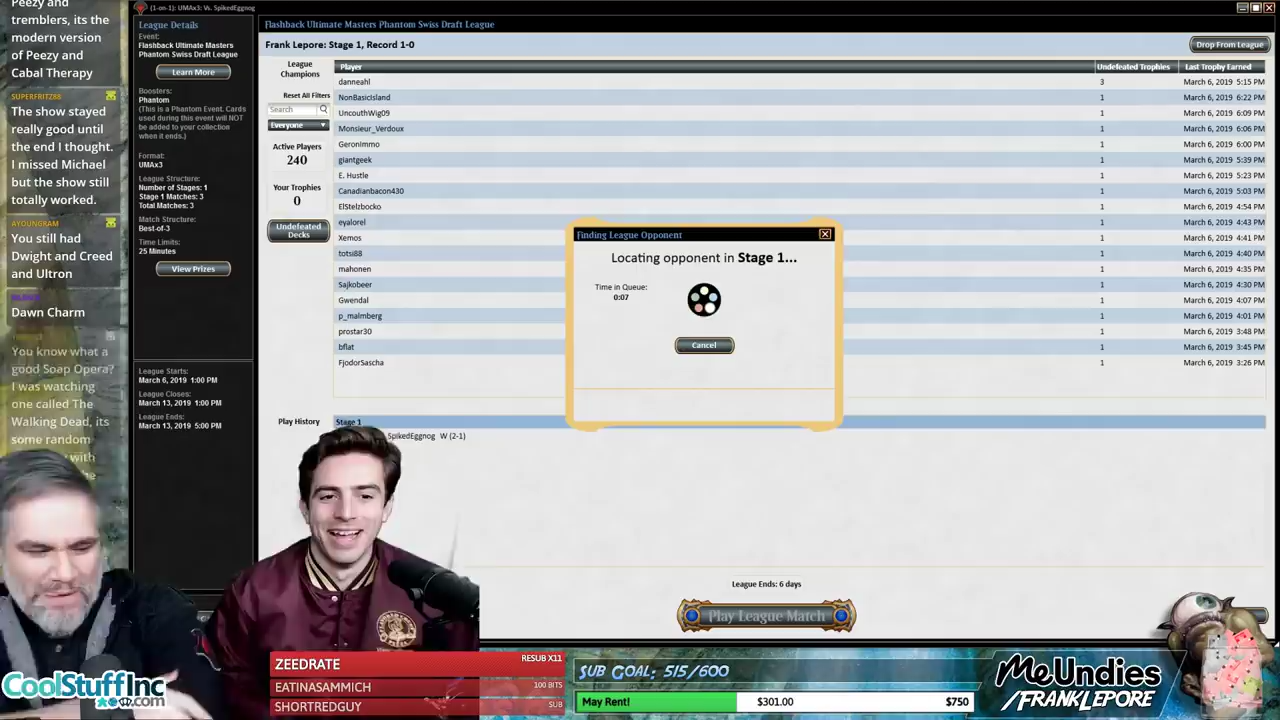 Peezy and
tremblers, its the
modern version
of Peezy and
Cabal Therapy
SUPERFRITZ88
The show stayed
really good until
the end I thought.
I missed Michael
but the show still
totally worked.
AYOUNGRAM
You still had
Dwight and Creed
and Ultron
Dawn Charm
You know what a
good Soap Opera?
I was watching
one called The
Walking Dead, its
some random
with
(1-on-1): UMAx3: Vs. SpikedEggnog
League Details
Event:
Flashback Ultimate Masters
Phantom Swiss Draft League
Learn More
Boosters:
Phantom
(This is a Phantom Event. Cards
used during this event will NOT
be added to your collection
when it ends.)
Format:
UMAx3
League Structure:
Number of Stages: 1
Stage 1 Matches: 3
Total Matches: 3
Match Structure:
Best-of-3
Time Limits:
25 Minutes
View Prizes
League Starts:
March 6, 2019 1:00 PM
League Closes:
March 13, 2019 1:00 PM
League Ends:
March 13, 2019 5:00 PM
Flashback Ultimate Masters Phantom Swiss Draft League
Frank Lepore: Stage 1, Record 1-0
Drop From League
League
Champions
Reset All Filters
Search
Everyone
Active Players
240
Your Trophies
0
Undefeated
Decks
Player Undefeated Trophies Last Trophy Earned
danneahl 3 March 6, 2019 5:15 PM
NonBasicIsland 1 March 6, 2019 6:22 PM
UncouthWig09 1 March 6, 2019 6:09 PM
Monsieur_Verdoux 1 March 6, 2019 6:06 PM
GeronImmo 1 March 6, 2019 6:00 PM
giantgeek 1 March 6, 2019 5:39 PM
E. Hustle 1 March 6, 2019 5:23 PM
Canadianbacon430 1 March 6, 2019 5:03 PM
ElStelzbocko 1 March 6, 2019 4:54 PM
eyalorel 1 March 6, 2019 4:43 PM
Xemos 1 March 6, 2019 4:41 PM
totsi88 1 March 6, 2019 4:40 PM
mahonen 1 March 6, 2019 4:35 PM
Sajkobeer 1 March 6, 2019 4:30 PM
Gwendal 1 March 6, 2019 4:07 PM
p_malmberg 1 March 6, 2019 4:01 PM
prostar30 1 March 6, 2019 3:48 PM
bflat 1 March 6, 2019 3:45 PM
FjodorSascha 1 March 6, 2019 3:26 PM
Finding League Opponent
Locating opponent in Stage 1...
Time in Queue:
0:07
Cancel
Play History
Stage 1
SpikedEggnog W (2-1)
League Ends: 6 days
Play League Match
ZEEDRATE RESUB X11
EATINASAMMICH 100 BITS
SHORTREDGUY SUB
SUB GOAL: 515/600
May Rent! $301.00 $750
MeUndies
/FRANKLEPORE
CoolStuffInc
.com